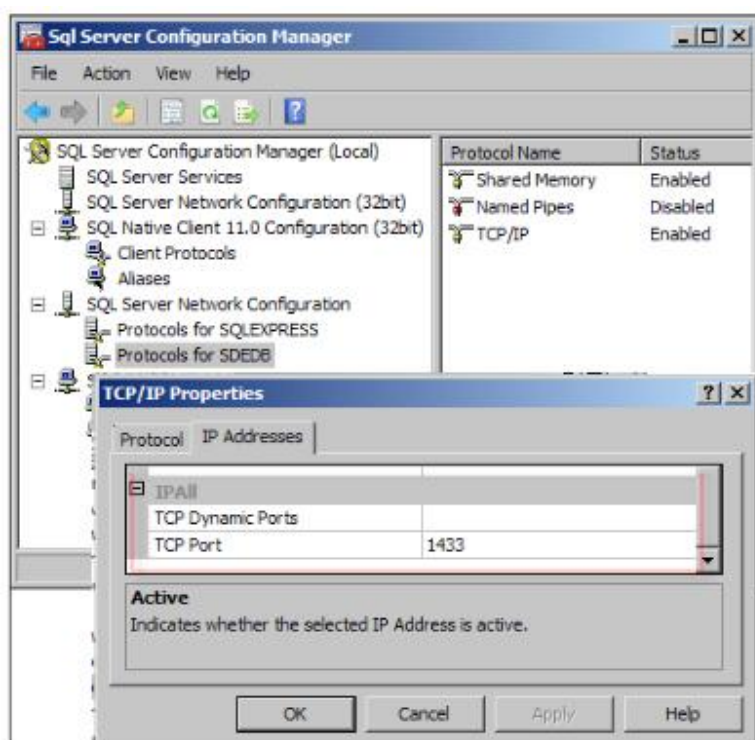 Sql Server Configuration Manager
File Action View Help
SQL Server Configuration Manager (Local)
SQL Server Services
SQL Server Network Configuration (32bit)
SQL Native Client 11.0 Configuration (32bit)
Client Protocols
Aliases
SQL Server Network Configuration
Protocols for SQLEXPRESS
Protocols for SDEDB
Protocol Name Status
Shared Memory Enabled
Named Pipes Disabled
TCP/IP Enabled
TCP/IP Properties
Protocol IP Addresses
IPAll
TCP Dynamic Ports
TCP Port 1433
Active
Indicates whether the selected IP Address is active.
OK Cancel Apply Help